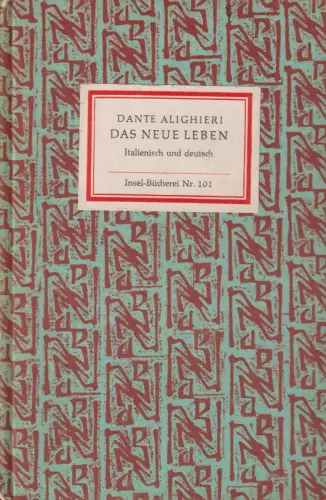 DANTE ALIGHIERI
DAS NEUE LEBEN
Italienisch und deutsch
Insel-Bücherei Nr. 101